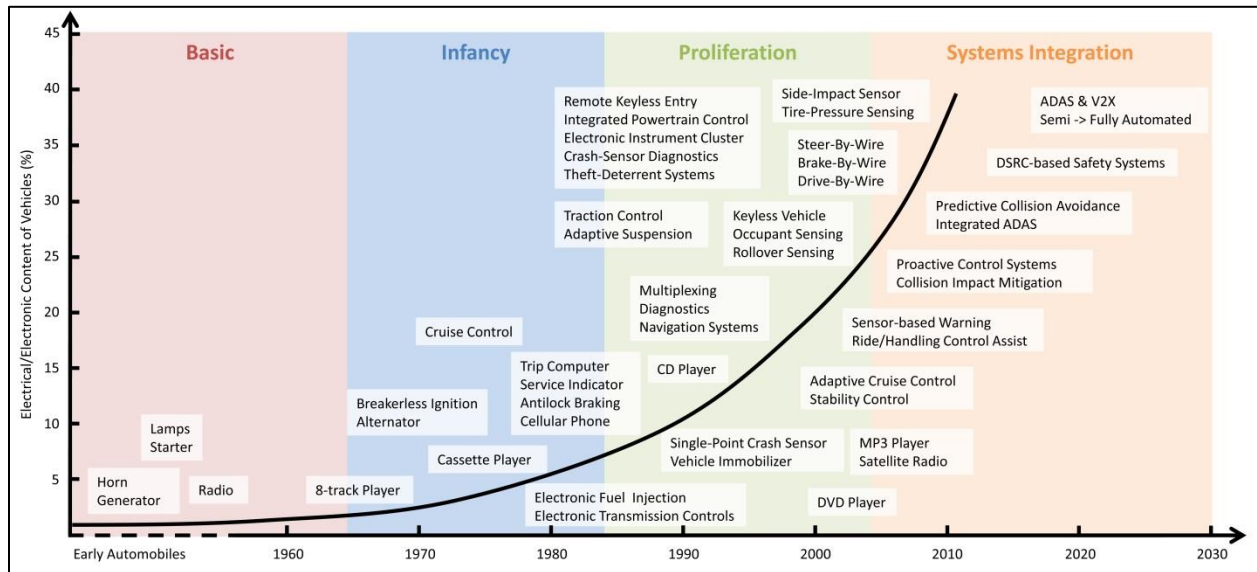 Electrical/Electronic Content of Vehicles (%)
45
40
35
30
25
20
15
10
5
Basic
Infancy
Proliferation
Systems Integration
Horn
Generator
Lamps
Starter
Radio
8-track Player
Breakerless Ignition
Alternator
Cruise Control
Cassette Player
Trip Computer
Service Indicator
Antilock Braking
Cellular Phone
Electronic Fuel Injection
Electronic Transmission Controls
Remote Keyless Entry
Integrated Powertrain Control
Electronic Instrument Cluster
Crash-Sensor Diagnostics
Theft-Deterrent Systems
Traction Control
Adaptive Suspension
Multiplexing
Diagnostics
Navigation Systems
CD Player
Single-Point Crash Sensor
Vehicle Immobilizer
Side-Impact Sensor
Tire-Pressure Sensing
Steer-By-Wire
Brake-By-Wire
Drive-By-Wire
Keyless Vehicle
Occupant Sensing
Rollover Sensing
ADAS & V2X
Semi -> Fully Automated
DSRC-based Safety Systems
Predictive Collision Avoidance
Integrated ADAS
Proactive Control Systems
Collision Impact Mitigation
Sensor-based Warning
Ride/Handling Control Assist
Adaptive Cruise Control
Stability Control
MP3 Player
Satellite Radio
DVD Player
Early Automobiles
1960
1970
1980
1990
2000
2010
2020
2030